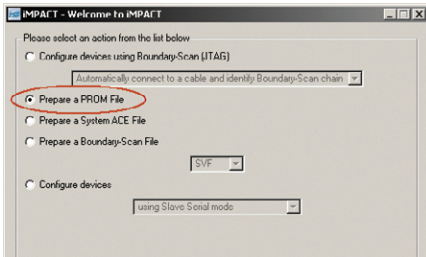 iMPACT - Welcome to iMPACT
Please select an action from the list below
Configure devices using Boundary-Scan (JTAG)
Automatically connect to a cable and identify Boundary-Scan chain
Prepare a PROM File
Prepare a System ACE File
Prepare a Boundary-Scan File
SVF
Configure devices
using Slave Serial mode